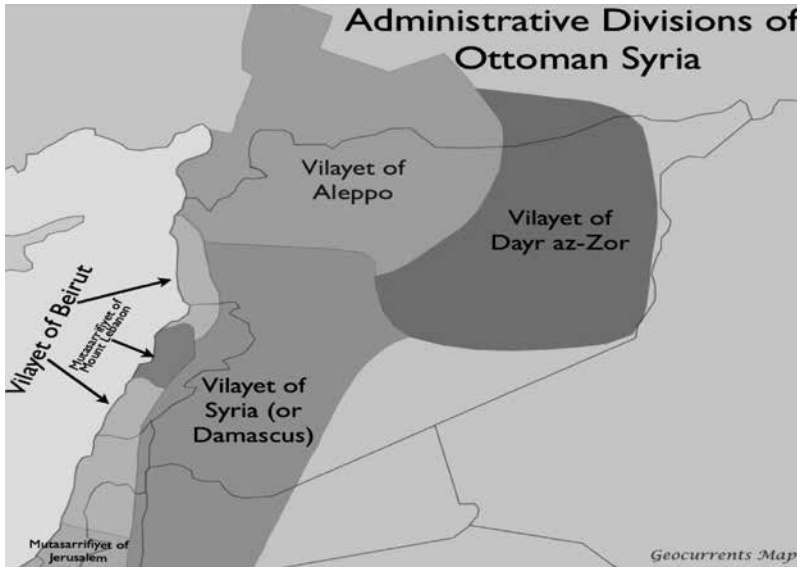 Administrative Divisions of
Ottoman Syria
Vilayet of
Aleppo
Vilayet of
Dayr az-Zor
Vilayet of Beirut
Mutasarrifiyet of
Mount Lebanon
Vilayet of
Syria (or
Damascus)
Mutasarrifiyet of
Jerusalem
Geocurrents Map